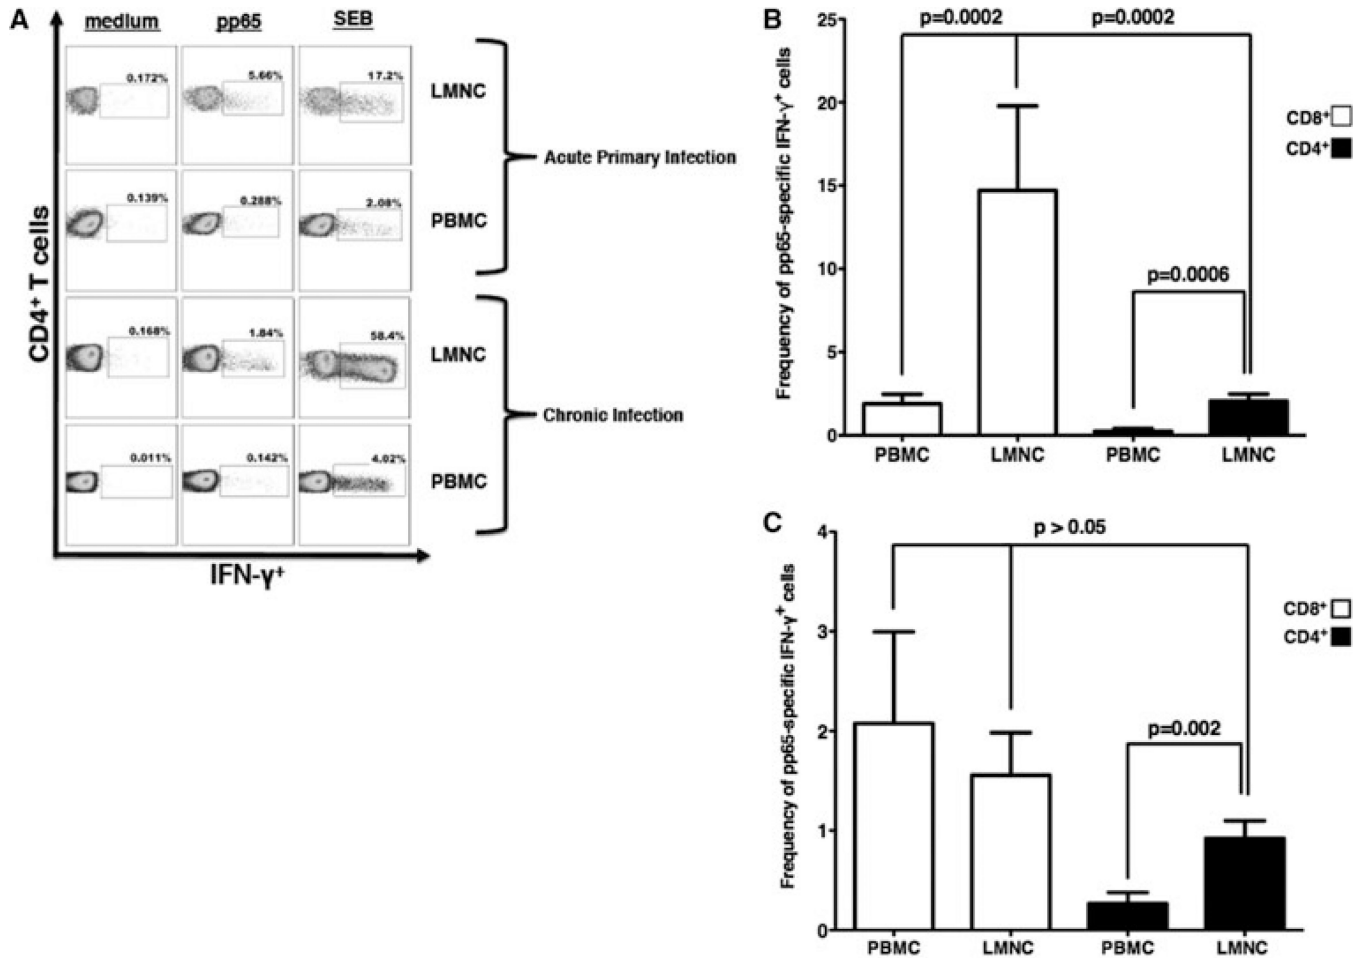 A
medium pp65 SEB
0.172% 5.66% 17.2%
LMNC
Acute Primary Infection
0.139% 0.288% 2.08%
PBMC
0.168% 1.84% 58.4%
LMNC
Chronic Infection
0.011% 0.142% 4.02%
PBMC
CD4⁺ T cells
IFN-γ⁺
B
p=0.0002 p=0.0002
p=0.0006
Frequency of pp65-specific IFN-γ⁺ cells
25
20
15
10
5
0
PBMC LMNC PBMC LMNC
CD8⁺
CD4⁺
C
p > 0.05
p=0.002
Frequency of pp65-specific IFN-γ⁺ cells
4
3
2
1
0
PBMC LMNC PBMC LMNC
CD8⁺
CD4⁺